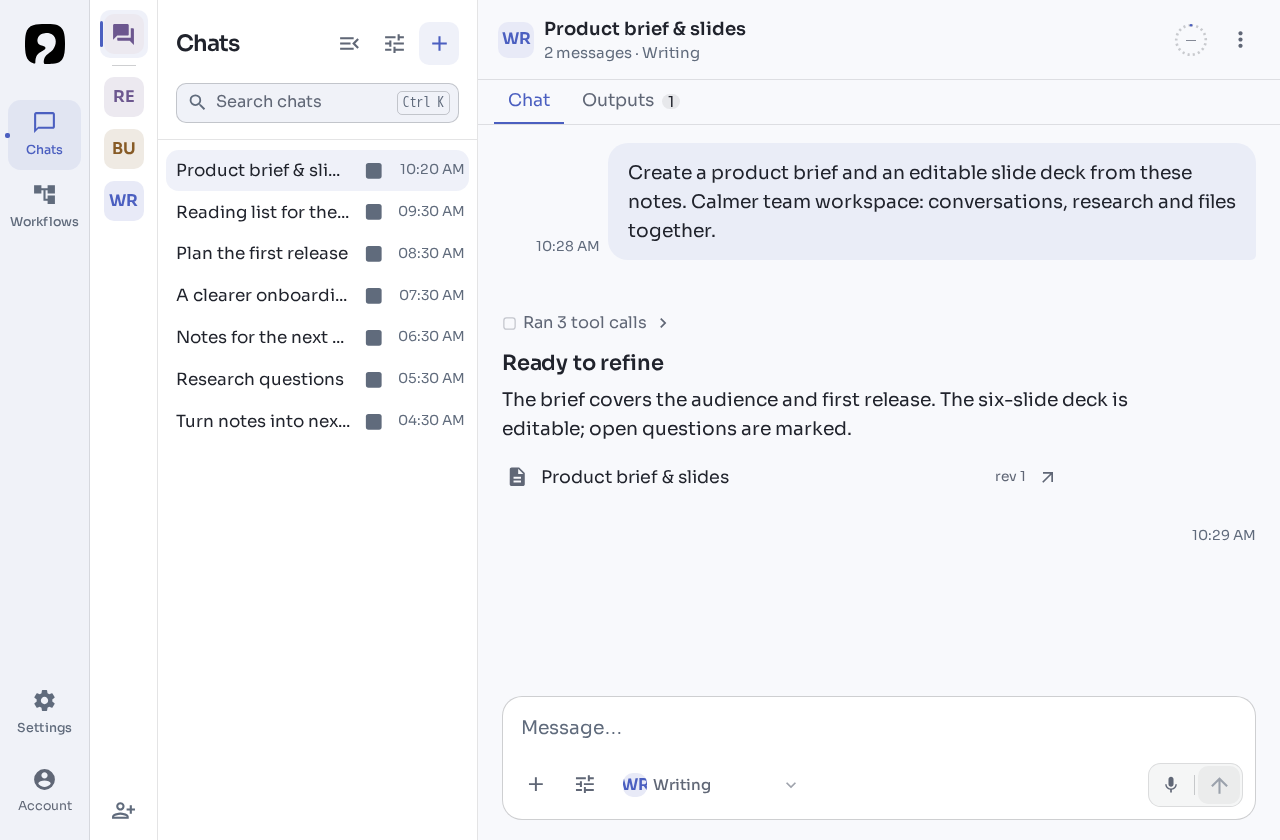 Chats
Workflows
Settings
Account
RE
BU
WR
Chats
Search chats
Ctrl K
Product brief & sli...
10:20 AM
Reading list for the...
09:30 AM
Plan the first release
08:30 AM
A clearer onboardi...
07:30 AM
Notes for the next ...
06:30 AM
Research questions
05:30 AM
Turn notes into nex...
04:30 AM
WR
Product brief & slides
2 messages · Writing
Chat
Outputs 1
Create a product brief and an editable slide deck from these
notes. Calmer team workspace: conversations, research and files
together.
10:28 AM
Ran 3 tool calls
Ready to refine
The brief covers the audience and first release. The six-slide deck is
editable; open questions are marked.
Product brief & slides
rev 1
10:29 AM
Message...
WR Writing